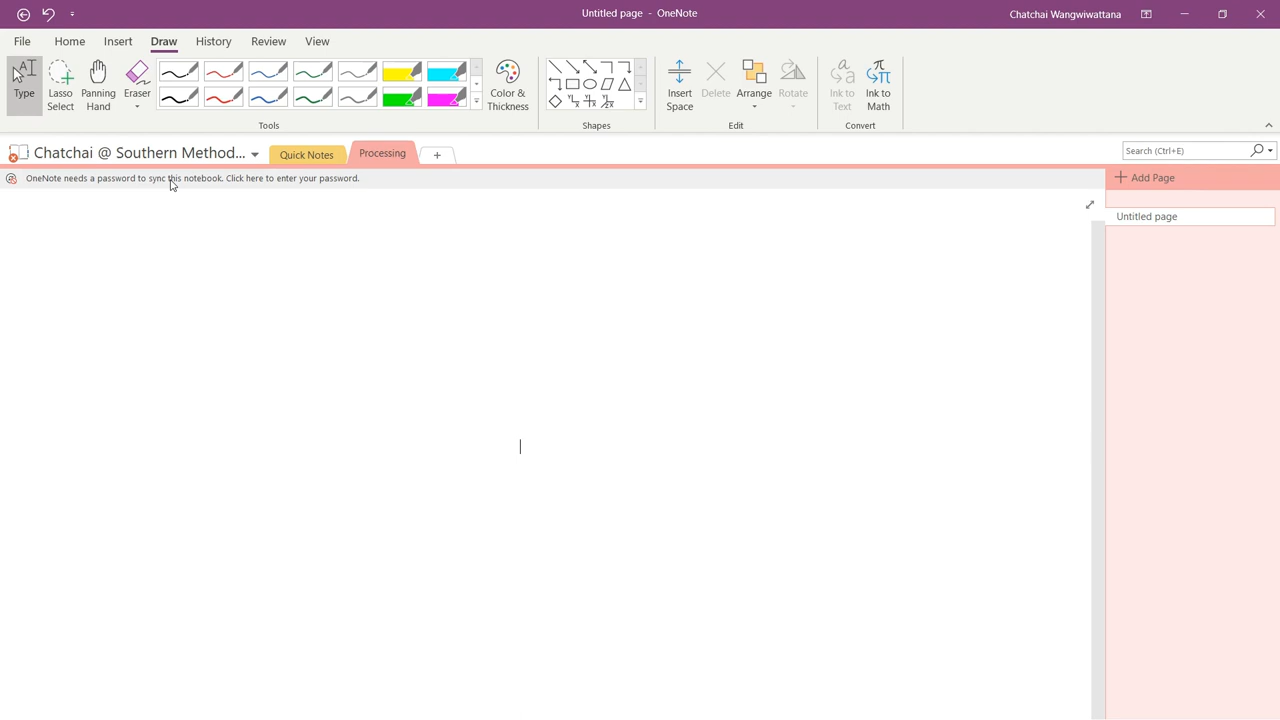 Untitled page - OneNote
Chatchai Wangwiwattana
File Home Insert Draw History Review View
Type
Lasso Select
Panning Hand
Eraser
Color & Thickness
Insert Space
Delete
Arrange
Rotate
Ink to Text
Ink to Math
Tools
Shapes
Edit
Convert
Chatchai @ Southern Method...
Quick Notes
Processing
Search (Ctrl+E)
OneNote needs a password to sync this notebook. Click here to enter your password.
Add Page
Untitled page